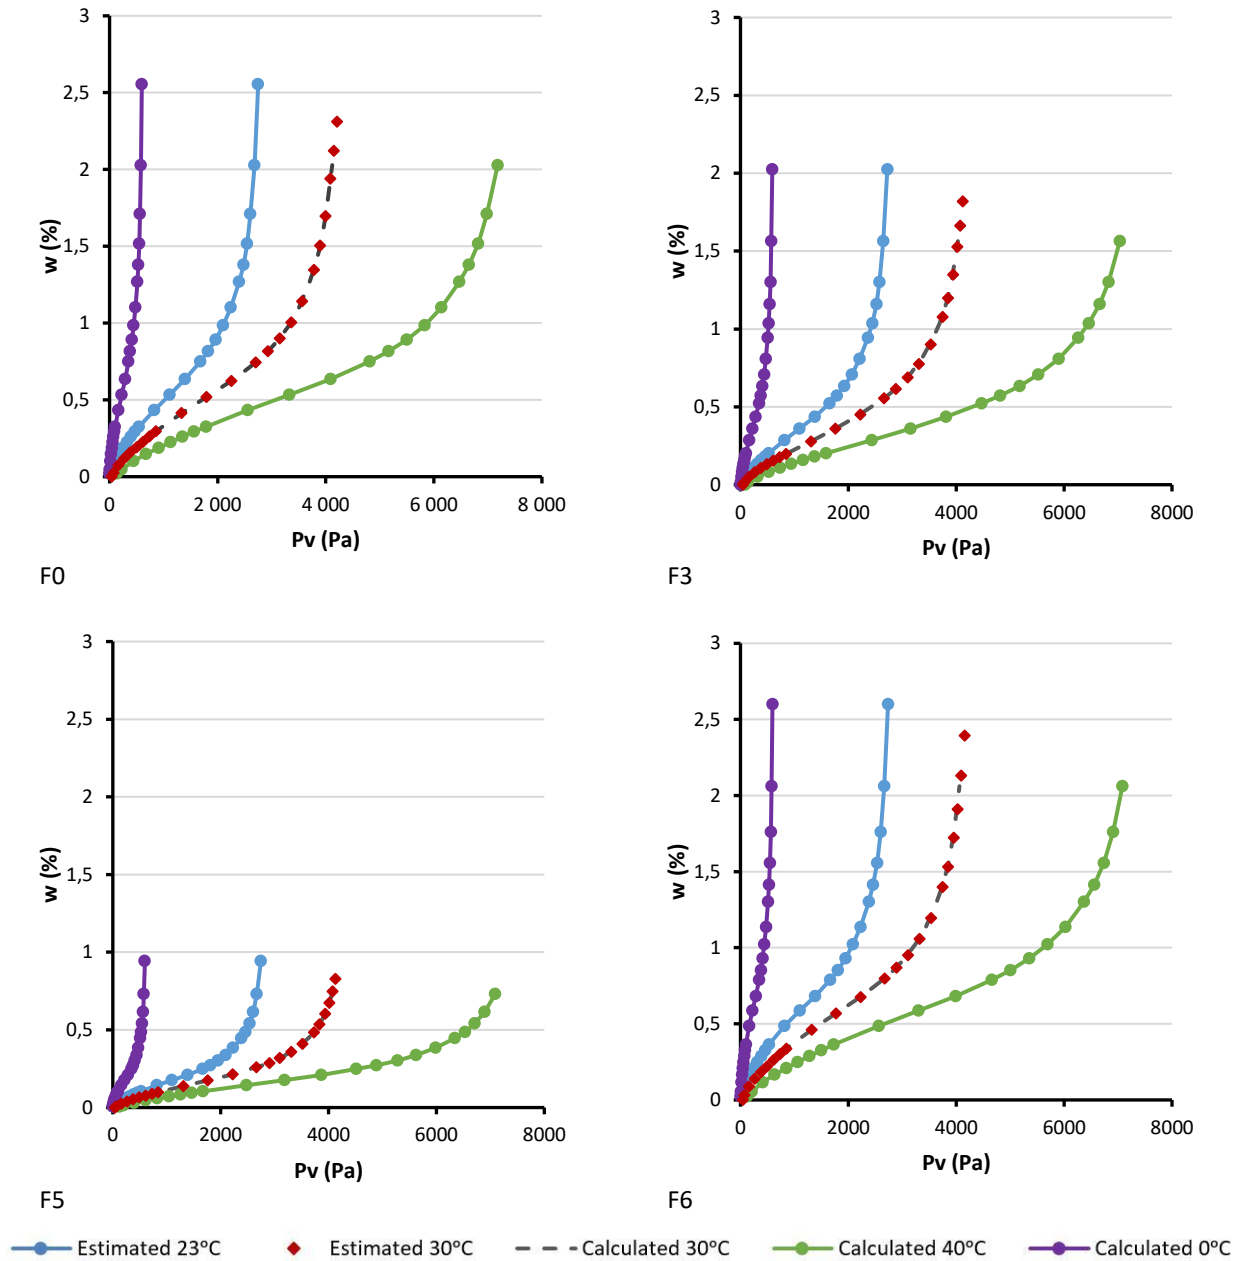 3
2,5
2
1,5
1
0,5
0
w (%)
0
2 000
4 000
6 000
8 000
Pv (Pa)
F0
3
2,5
2
1,5
1
0,5
0
w (%)
0
2000
4000
6000
8000
Pv (Pa)
F3
3
2,5
2
1,5
1
0,5
0
w (%)
0
2000
4000
6000
8000
Pv (Pa)
F5
3
2,5
2
1,5
1
0,5
0
w (%)
0
2000
4000
6000
8000
Pv (Pa)
F6
Estimated 23ºC
Estimated 30ºC
Calculated 30ºC
Calculated 40ºC
Calculated 0ºC